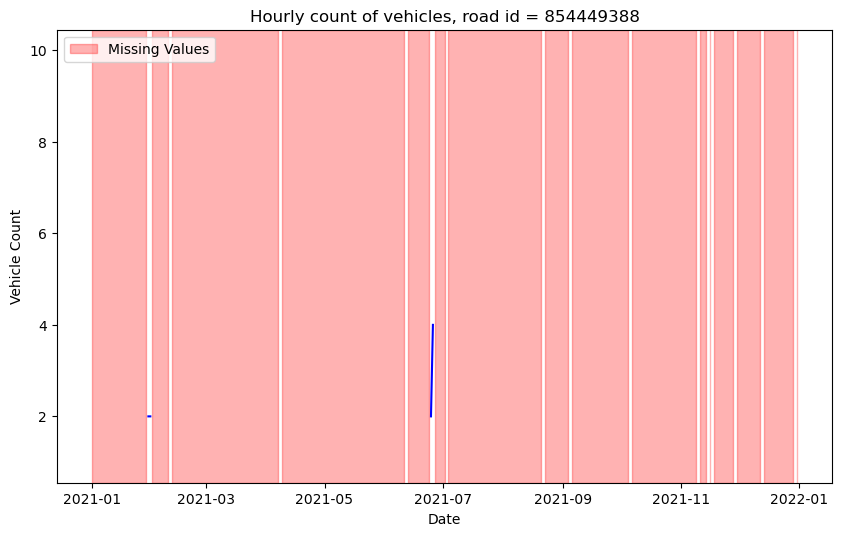 Hourly count of vehicles, road id = 854449388
Missing Values
10
8
6
4
2
Vehicle Count
2021-01 2021-03 2021-05 2021-07 2021-09 2021-11 2022-01
Date